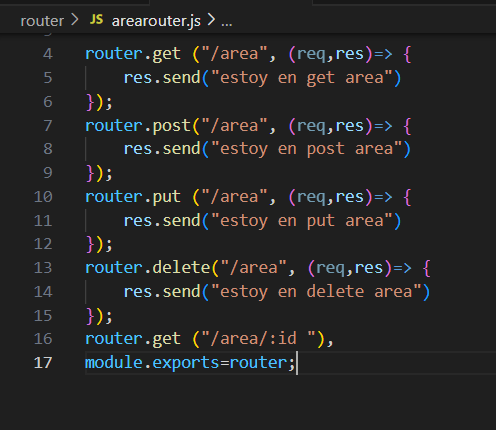 router > JS arearouter.js > ...
4 router.get ("/area", (req,res)=> {
5 res.send("estoy en get area")
6 });
7 router.post("/area", (req,res)=> {
8 res.send("estoy en post area")
9 });
10 router.put ("/area", (req,res)=> {
11 res.send("estoy en put area")
12 });
13 router.delete("/area", (req,res)=> {
14 res.send("estoy en delete area")
15 });
16 router.get ("/area/:id "),
17 module.exports=router;